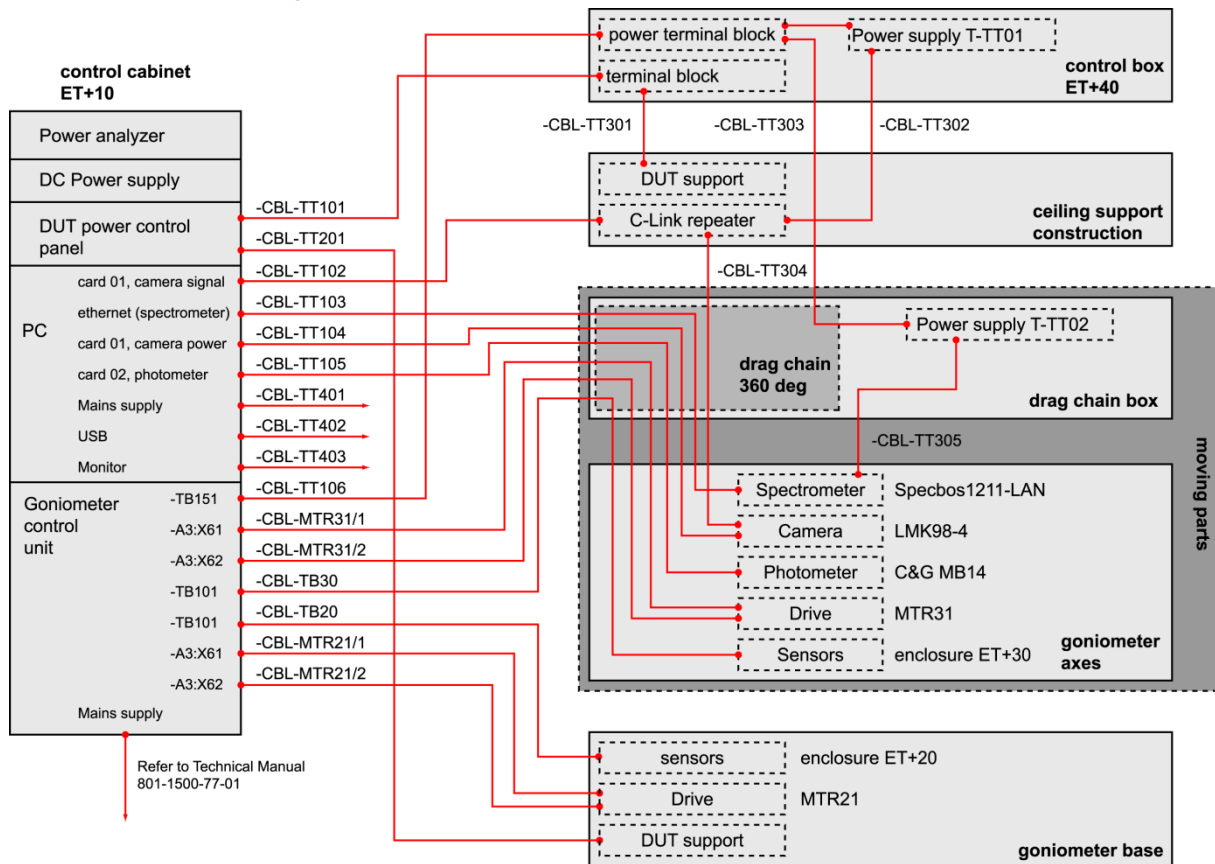 control cabinet
ET+10
Power analyzer
DC Power supply
DUT power control
panel
PC
card 01, camera signal
ethernet (spectrometer)
card 01, camera power
card 02, photometer
Mains supply
USB
Monitor
Goniometer
control
unit
-TB151
-A3:X61
-A3:X62
-TB101
-TB101
-A3:X61
-A3:X62
Mains supply
Refer to Technical Manual
801-1500-77-01
-CBL-TT101
-CBL-TT201
-CBL-TT102
-CBL-TT103
-CBL-TT104
-CBL-TT105
-CBL-TT401
-CBL-TT402
-CBL-TT403
-CBL-TT106
-CBL-MTR31/1
-CBL-MTR31/2
-CBL-TB30
-CBL-TB20
-CBL-MTR21/1
-CBL-MTR21/2
power terminal block
Power supply T-TT01
terminal block
control box
ET+40
-CBL-TT301
-CBL-TT303
-CBL-TT302
DUT support
C-Link repeater
ceiling support
construction
-CBL-TT304
Power supply T-TT02
drag chain
360 deg
drag chain box
-CBL-TT305
moving parts
Spectrometer
Specbos1211-LAN
Camera
LMK98-4
Photometer
C&G MB14
Drive
MTR31
Sensors
enclosure ET+30
goniometer
axes
sensors
enclosure ET+20
Drive
MTR21
DUT support
goniometer base